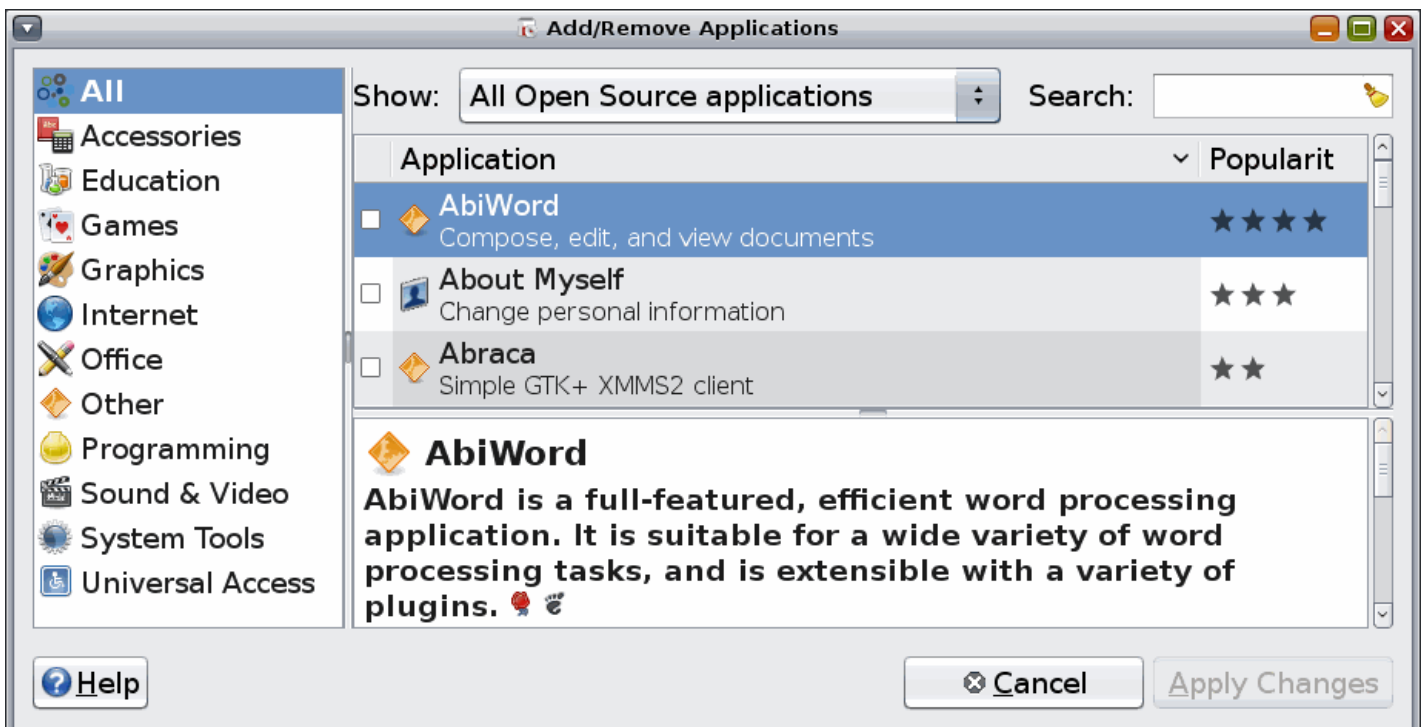 Add/Remove Applications
All
Accessories
Education
Games
Graphics
Internet
Office
Other
Programming
Sound & Video
System Tools
Universal Access
Show: All Open Source applications Search:
Application Popularit
AbiWord
Compose, edit, and view documents
About Myself
Change personal information
Abraca
Simple GTK+ XMMS2 client
AbiWord
AbiWord is a full-featured, efficient word processing
application. It is suitable for a wide variety of word
processing tasks, and is extensible with a variety of
plugins.
Help Cancel Apply Changes